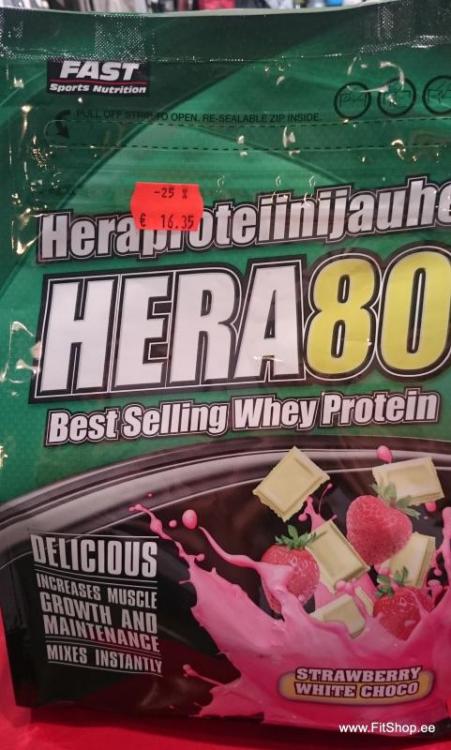 FAST
Sports Nutrition
PULL OFF STRIP TO OPEN. RE-SEALABLE ZIP INSIDE.
-25 %
€ 16.35
Heraproteiinijauhe
HERA80
Best Selling Whey Protein
DELICIOUS
INCREASES MUSCLE
GROWTH AND
MAINTENANCE
MIXES INSTANTLY
STRAWBERRY
WHITE CHOCO
www.FitShop.ee